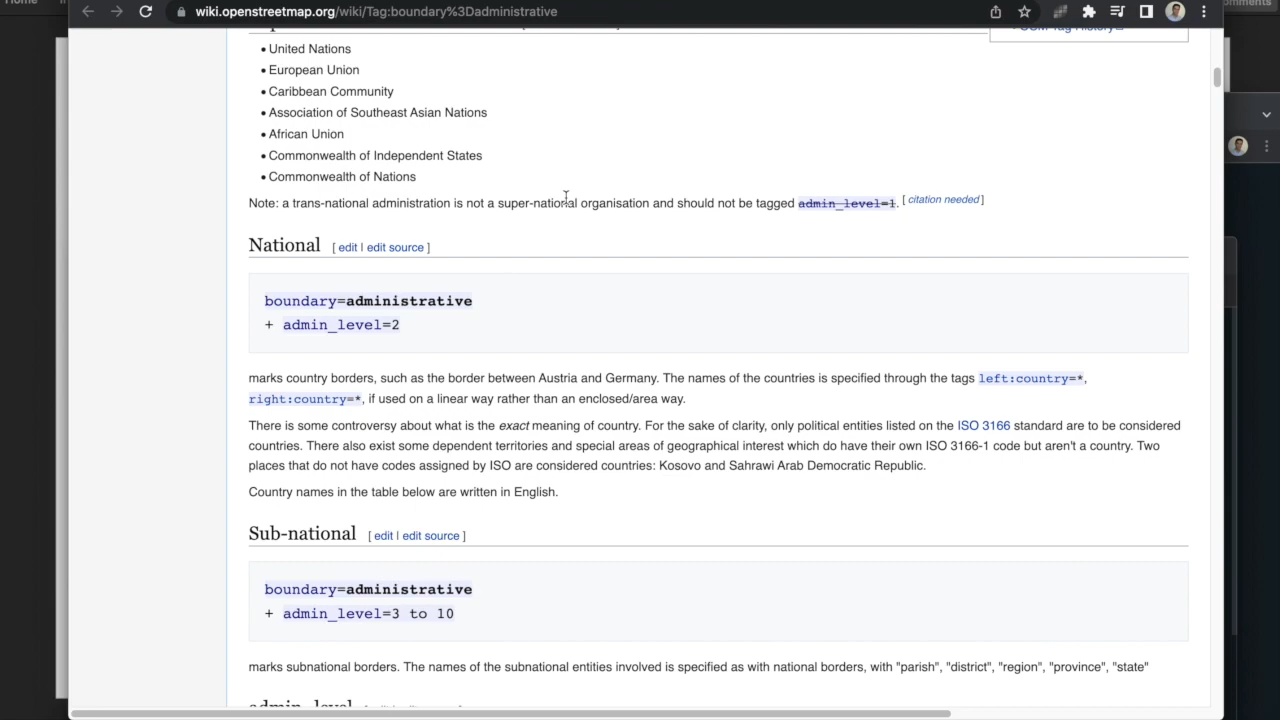 wiki.openstreetmap.org/wiki/Tag:boundary%3Dadministrative
• United Nations
• European Union
• Caribbean Community
• Association of Southeast Asian Nations
• African Union
• Commonwealth of Independent States
• Commonwealth of Nations
Note: a trans-national administration is not a super-national organisation and should not be tagged admin_level=1. [ citation needed ]
National [ edit | edit source ]
boundary=administrative
+ admin_level=2
marks country borders, such as the border between Austria and Germany. The names of the countries is specified through the tags left:country=*,
right:country=*, if used on a linear way rather than an enclosed/area way.
There is some controversy about what is the exact meaning of country. For the sake of clarity, only political entities listed on the ISO 3166 standard are to be considered
countries. There also exist some dependent territories and special areas of geographical interest which do have their own ISO 3166-1 code but aren't a country. Two
places that do not have codes assigned by ISO are considered countries: Kosovo and Sahrawi Arab Democratic Republic.
Country names in the table below are written in English.
Sub-national [ edit | edit source ]
boundary=administrative
+ admin_level=3 to 10
marks subnational borders. The names of the subnational entities involved is specified as with national borders, with "parish", "district", "region", "province", "state"